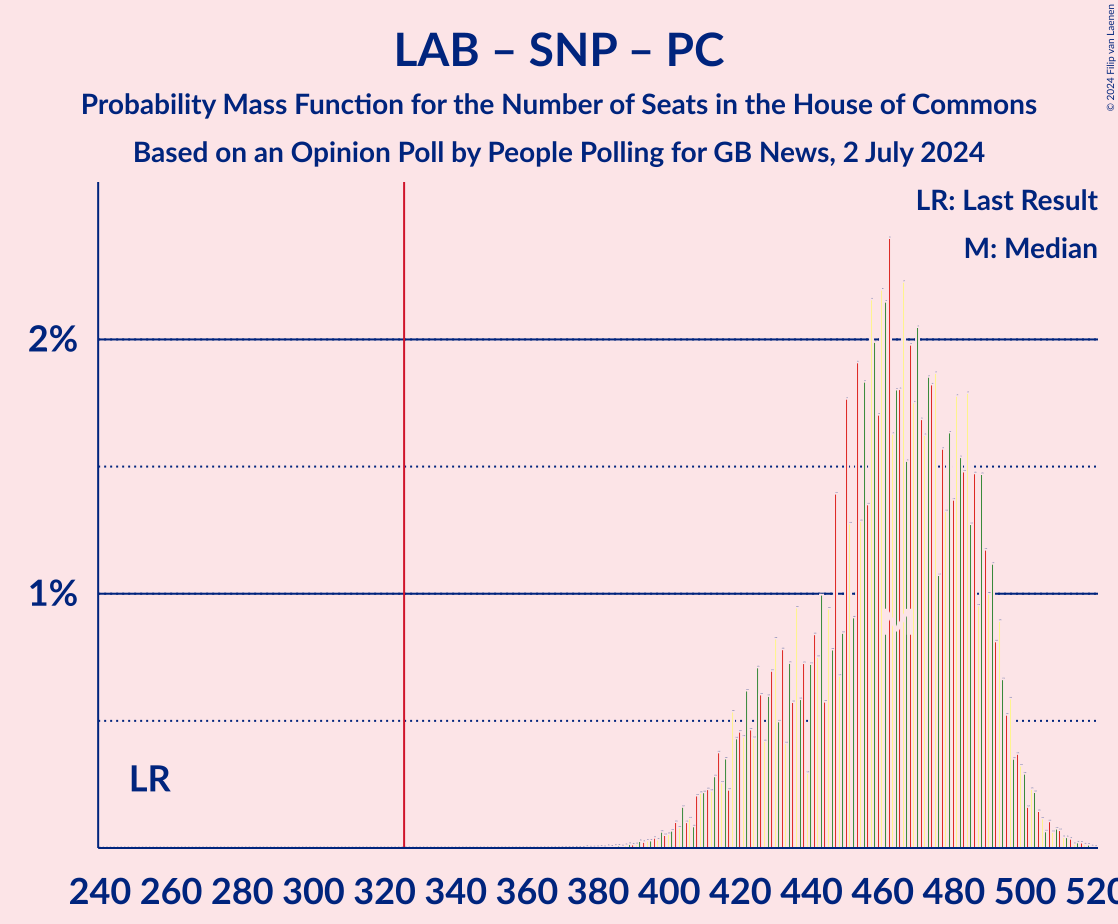 LAB – SNP – PC
Probability Mass Function for the Number of Seats in the House of Commons
Based on an Opinion Poll by People Polling for GB News, 2 July 2024
© 2024 Filip van Laenen
LR: Last Result
M: Median
2%
1%
LR
240 260 280 300 320 340 360 380 400 420 440 460 480 500 520